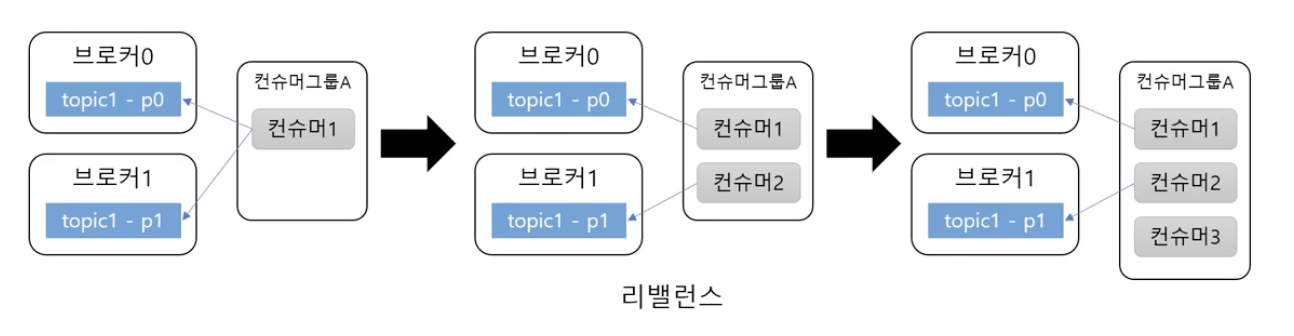 브로커0
topic1 - p0
브로커1
topic1 - p1
컨슈머그룹A
컨슈머1
브로커0
topic1 - p0
브로커1
topic1 - p1
컨슈머그룹A
컨슈머1
컨슈머2
브로커0
topic1 - p0
브로커1
topic1 - p1
컨슈머그룹A
컨슈머1
컨슈머2
컨슈머3
리밸런스